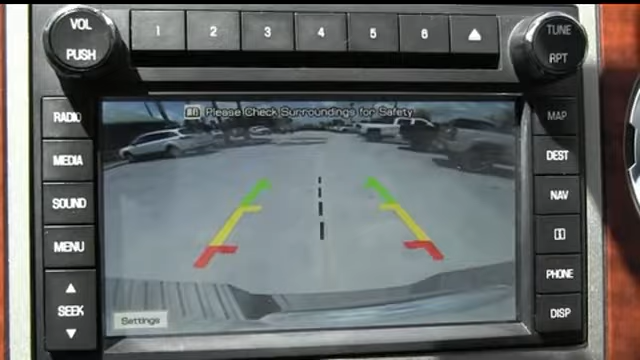 VOL
PUSH
1 2 3 4 5 6
TUNE
RPT
RADIO
MEDIA
SOUND
MENU
SEEK
Please Check Surroundings for Safety
Settings
MAP
DEST
NAV
PHONE
DISP